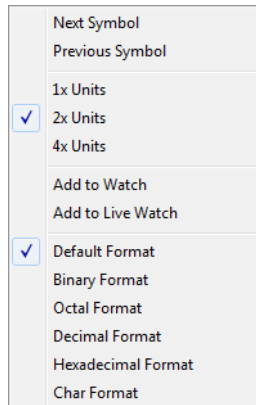 Next Symbol
Previous Symbol
1x Units
2x Units
4x Units
Add to Watch
Add to Live Watch
Default Format
Binary Format
Octal Format
Decimal Format
Hexadecimal Format
Char Format